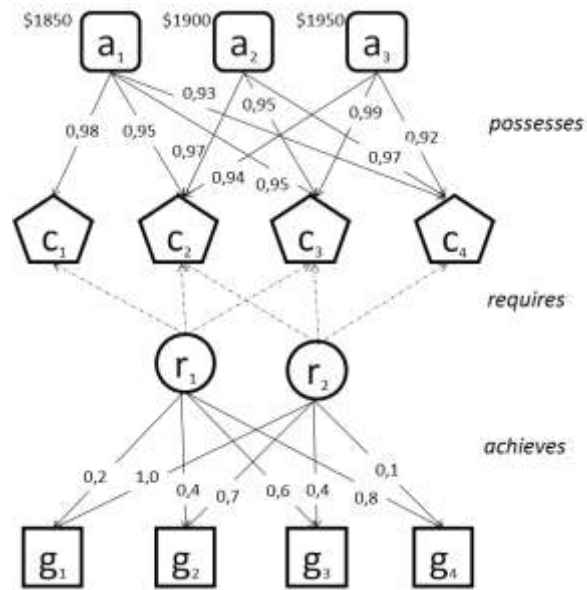 $1850 a1 $1900 a2 $1950 a3
0,93
0,95 0,99
possesses
0,98 0,95 0,92
0,97 0,97
0,94 0,95
c1 c2 c3 c4
requires
r1 r2
achieves
0,1
0,2 1,0 0,4 0,7 0,6 0,4 0,8
g1 g2 g3 g4